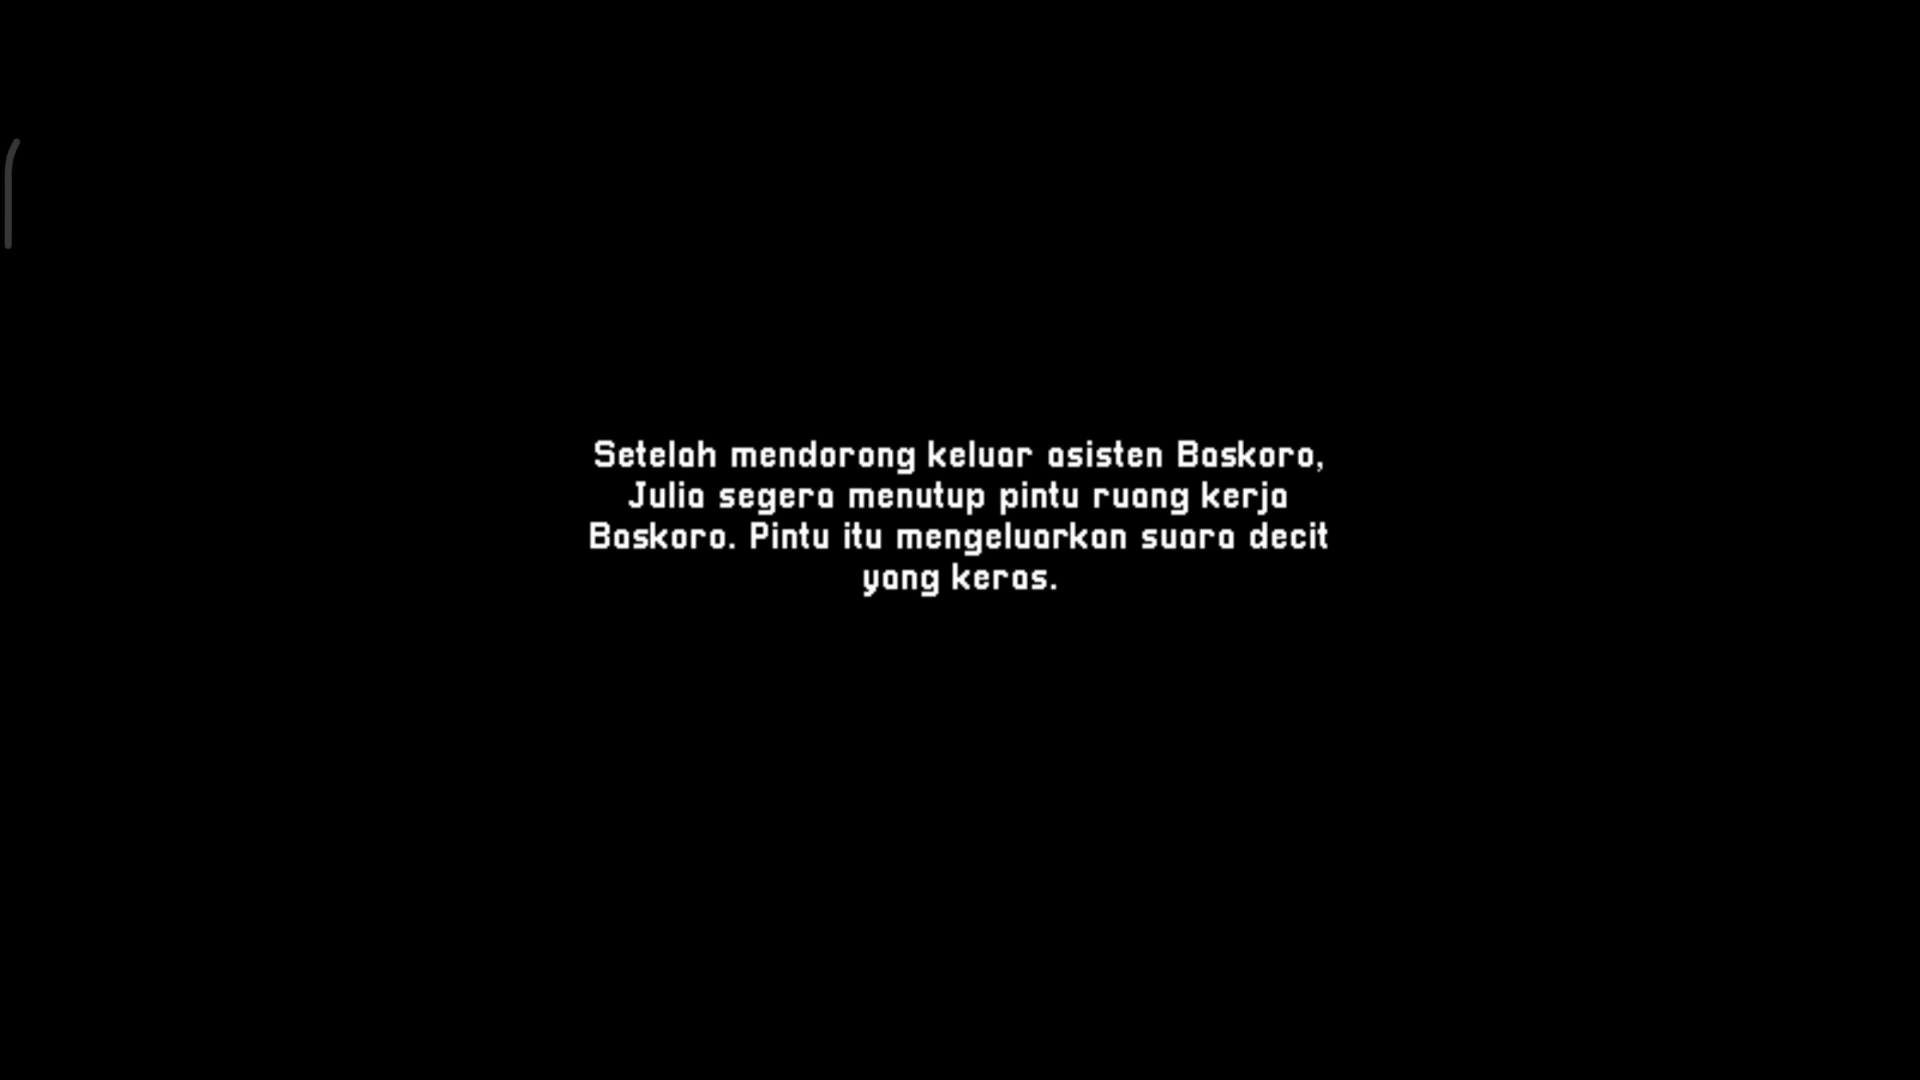 Setelah mendorong keluar asisten Baskoro,
Julia segera menutup pintu ruang kerja
Baskoro. Pintu itu mengeluarkan suara decit
yang keras.